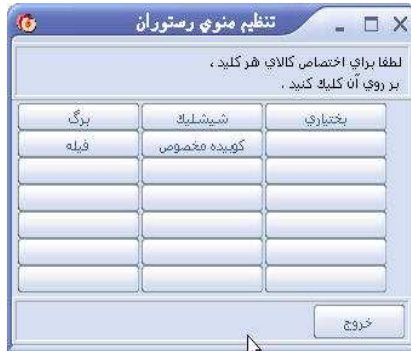 تنظيم منوي رستوران
لطفا براي اختصاص كالاي هر كليد ،
بر روي آن كليك كنيد .
بختياري شيشليك برگ
كوبيده مخصوص فيله
خروج